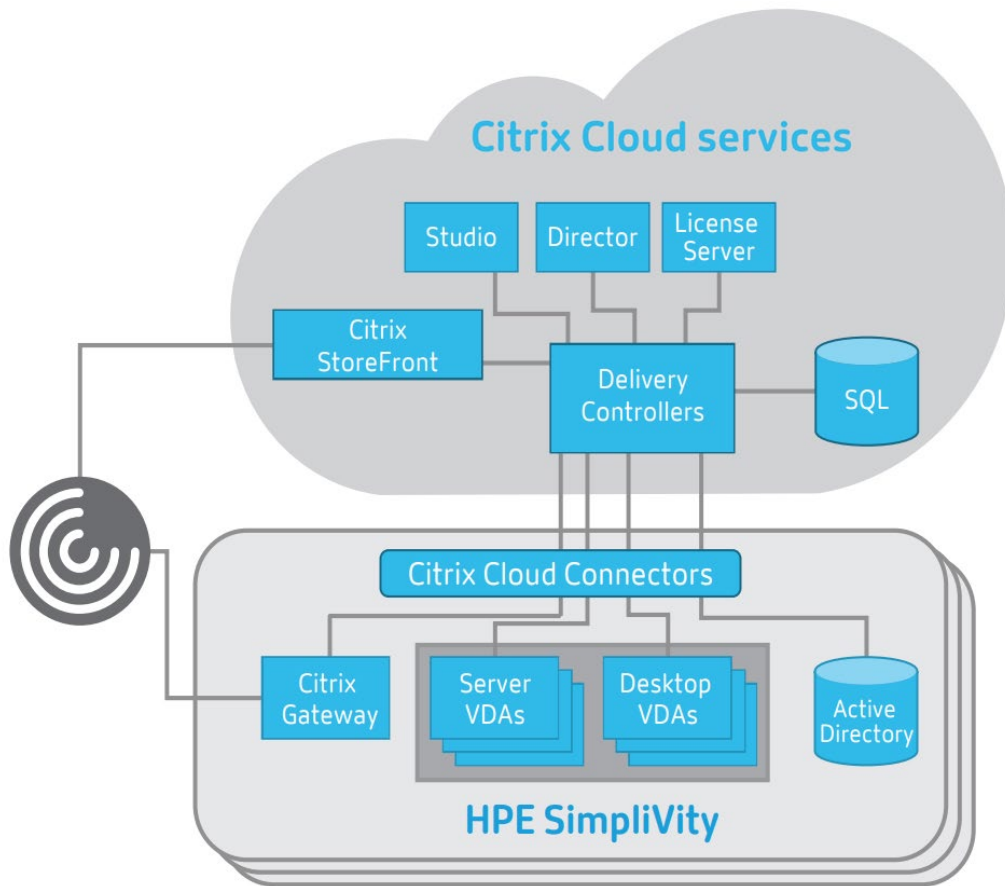 Citrix Cloud services
Studio
Director
License
Server
Citrix
StoreFront
Delivery
Controllers
SQL
Citrix Cloud Connectors
Citrix
Gateway
Server
VDAs
Desktop
VDAs
Active
Directory
HPE SimpliVity